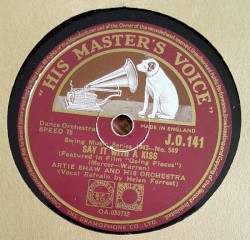 "HIS MASTER'S VOICE"
Dance Orchestra
SPEED 78
MADE IN ENGLAND
J.O.141
Swing Music Series 1943—No. 589
SAY IT WITH A KISS
(Featured in Film "Going Places")
(Mercer—Warren)
ARTIE SHAW AND HIS ORCHESTRA
(Vocal Refrain by Helen Forrest)
THE GRAMOPHONE CO. LTD.